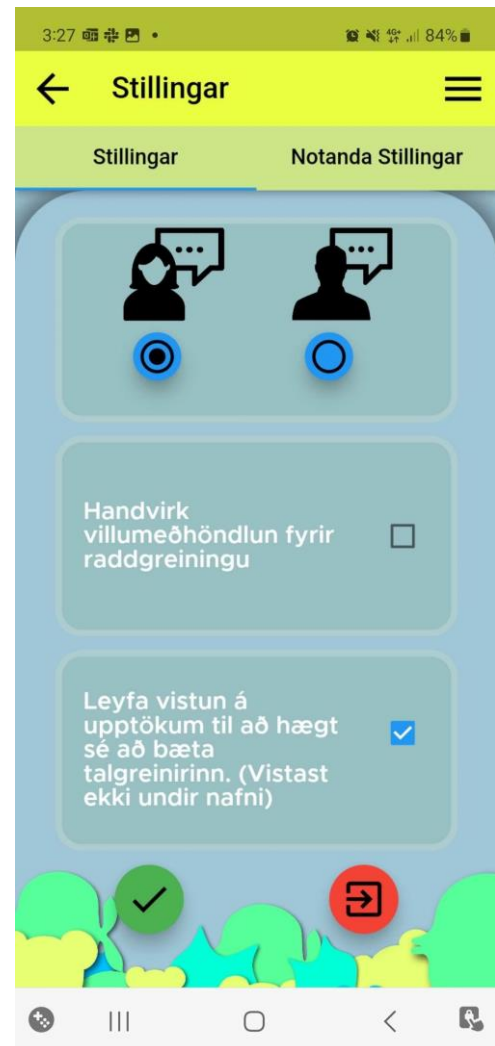 3:27
4G+ 84%
Stillingar
Stillingar Notanda Stillingar
Handvirk
villumeðhöndlun fyrir
raddgreiningu
Leyfa vistun á
upptökum til að hægt
sé að bæta
talgreinirinn. (Vistast
ekki undir nafni)